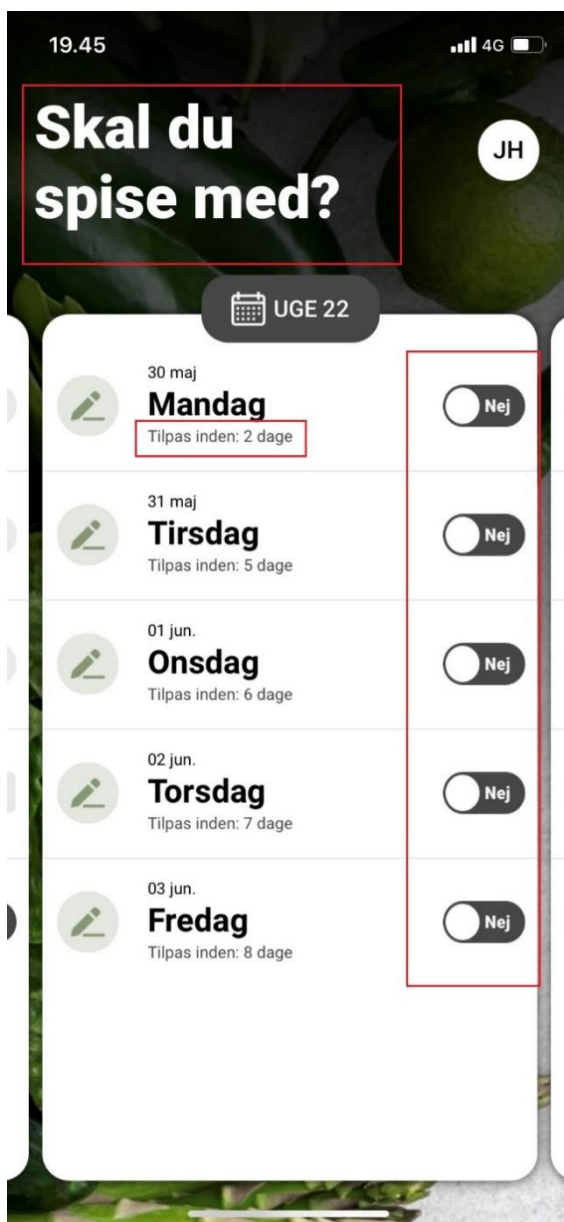 19.45 4G
Skal du
spise med?
JH
UGE 22
30 maj
Mandag
Tilpas inden: 2 dage
Nej
31 maj
Tirsdag
Tilpas inden: 5 dage
Nej
01 jun.
Onsdag
Tilpas inden: 6 dage
Nej
02 jun.
Torsdag
Tilpas inden: 7 dage
Nej
03 jun.
Fredag
Tilpas inden: 8 dage
Nej